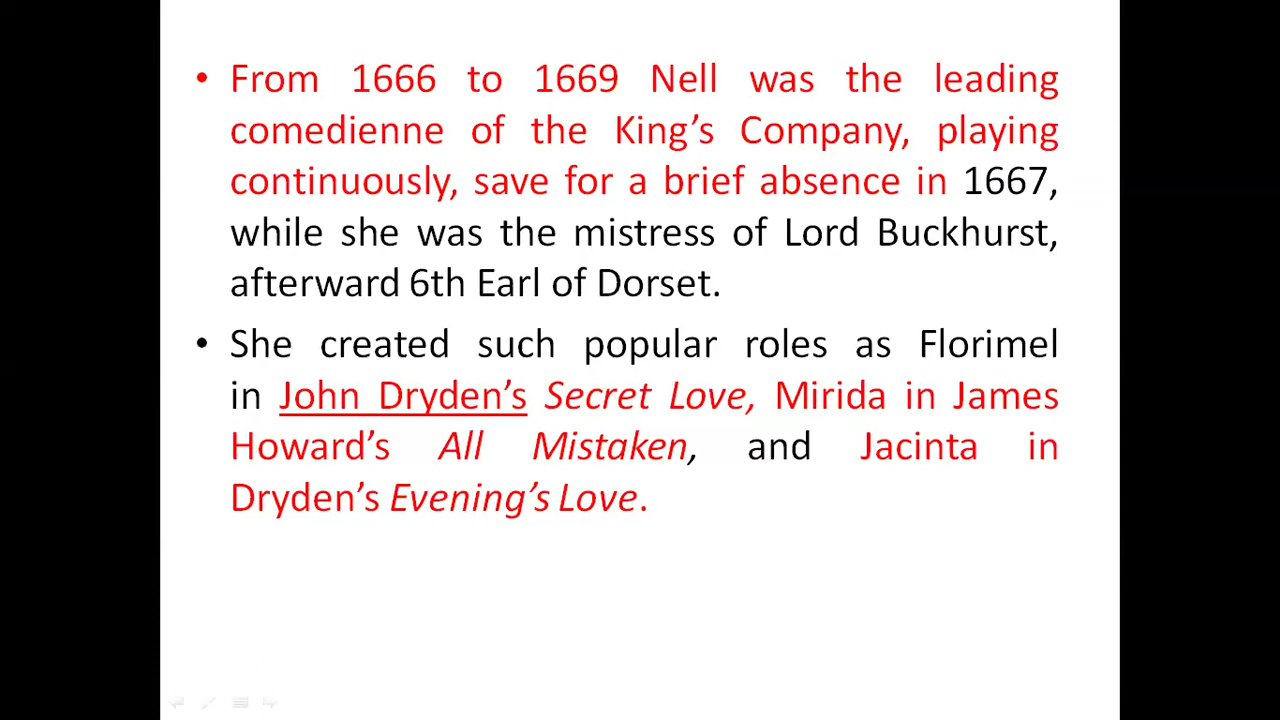 • From 1666 to 1669 Nell was the leading
comedienne of the King’s Company, playing
continuously, save for a brief absence in 1667,
while she was the mistress of Lord Buckhurst,
afterward 6th Earl of Dorset.
• She created such popular roles as Florimel
in John Dryden’s Secret Love, Mirida in James
Howard’s All Mistaken, and Jacinta in
Dryden’s Evening’s Love.